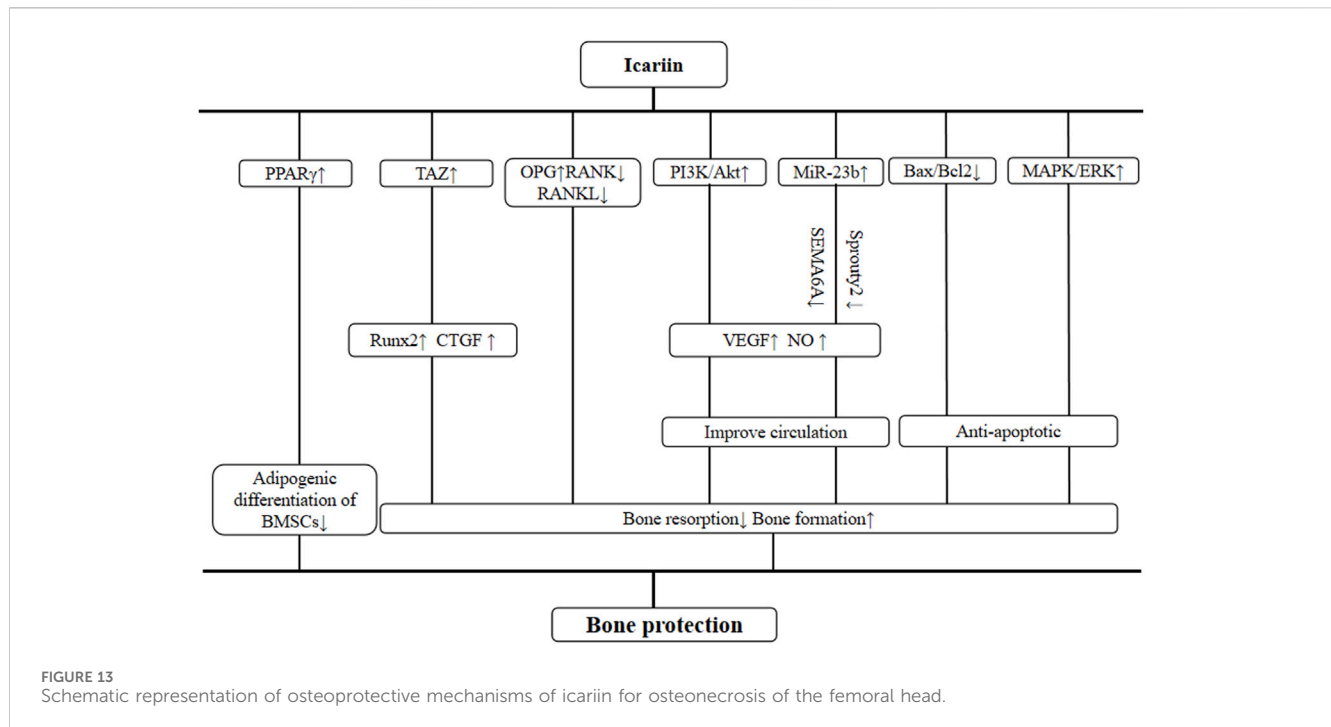 Icariin
PPARγ↑
TAZ↑
OPG↑RANK↓
RANKL↓
PI3K/Akt↑
MiR-23b↑
Bax/Bcl2↓
MAPK/ERK↑
SEMA6A↓
Sprouty2↓
Runx2↑ CTGF ↑
VEGF↑ NO ↑
Improve circulation
Anti-apoptotic
Adipogenic
differentiation of
BMSCs↓
Bone resorption↓ Bone formation↑
Bone protection
FIGURE 13
Schematic representation of osteoprotective mechanisms of icariin for osteonecrosis of the femoral head.